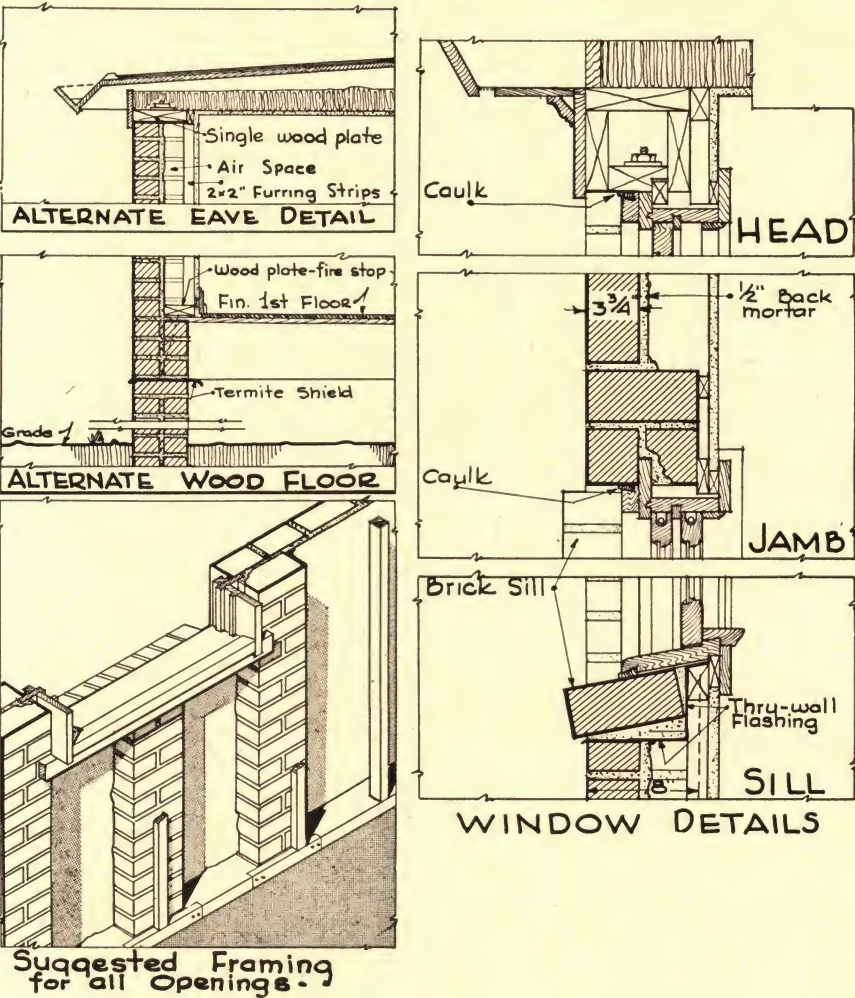 Single wood plate
Air Space
2x2" Furring Strips
ALTERNATE EAVE DETAIL
Wood plate-fire stop
Fin. 1st Floor
Termite Shield
Grade
ALTERNATE WOOD FLOOR
Suggested Framing
for all Openings-
Caulk
HEAD
3¾"
½" Back
mortar
Caulk
JAMB
Brick Sill
Thru-wall
Flashing
8"
SILL
WINDOW DETAILS